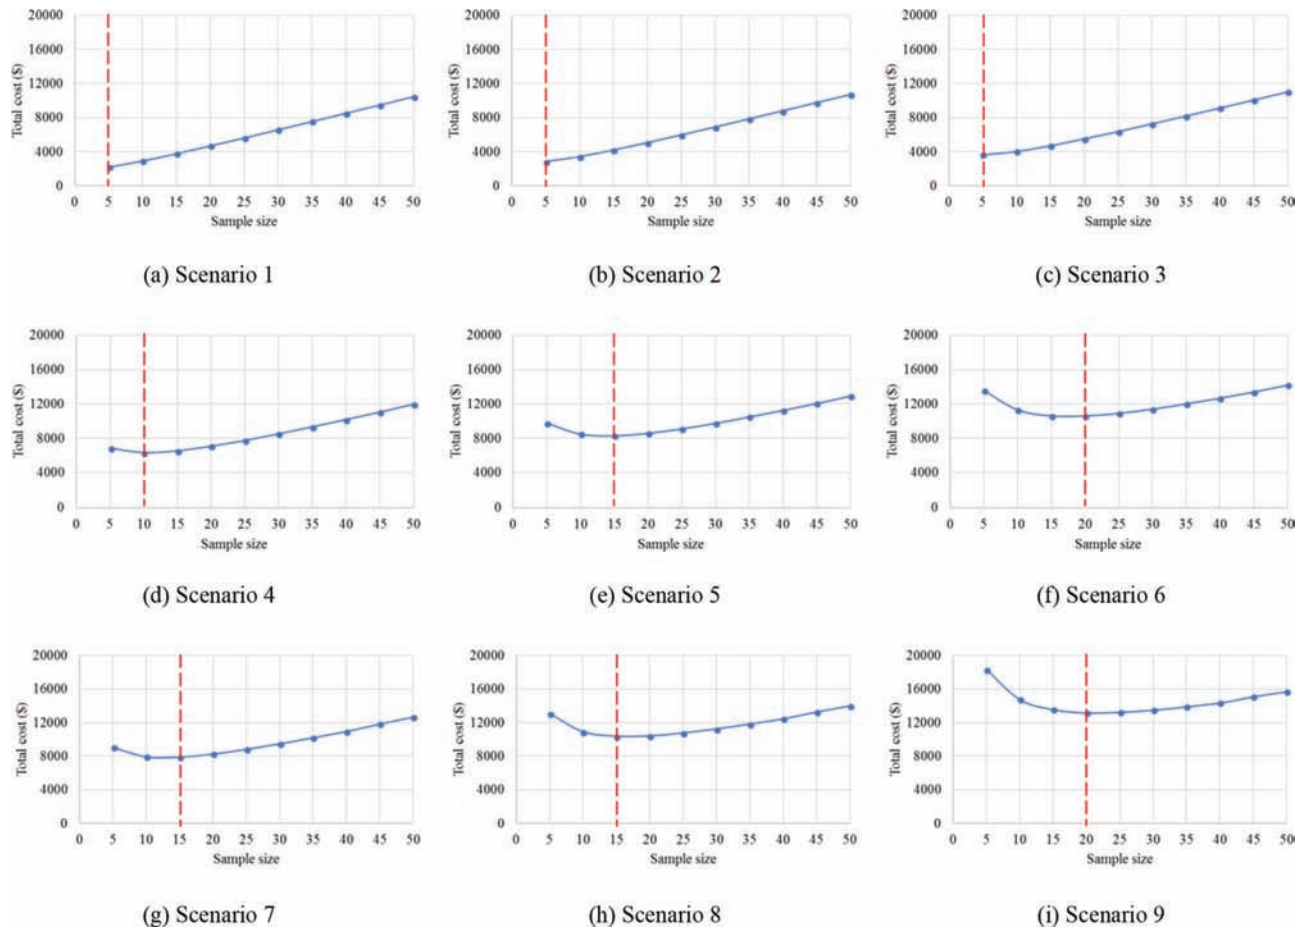 20000 20000 20000
16000 16000 16000
12000 12000 12000
8000 8000 8000
4000 4000 4000
0 0 0
Total cost ($) Total cost ($) Total cost ($)
0 5 10 15 20 25 30 35 40 45 50 0 5 10 15 20 25 30 35 40 45 50 0 5 10 15 20 25 30 35 40 45 50
Sample size Sample size Sample size
(a) Scenario 1 (b) Scenario 2 (c) Scenario 3
20000 20000 20000
16000 16000 16000
12000 12000 12000
8000 8000 8000
4000 4000 4000
0 0 0
Total cost ($) Total cost ($) Total cost ($)
0 5 10 15 20 25 30 35 40 45 50 0 5 10 15 20 25 30 35 40 45 50 0 5 10 15 20 25 30 35 40 45 50
Sample size Sample size Sample size
(d) Scenario 4 (e) Scenario 5 (f) Scenario 6
20000 20000 20000
16000 16000 16000
12000 12000 12000
8000 8000 8000
4000 4000 4000
0 0 0
Total cost ($) Total cost ($) Total cost ($)
0 5 10 15 20 25 30 35 40 45 50 0 5 10 15 20 25 30 35 40 45 50 0 5 10 15 20 25 30 35 40 45 50
Sample size Sample size Sample size
(g) Scenario 7 (h) Scenario 8 (i) Scenario 9